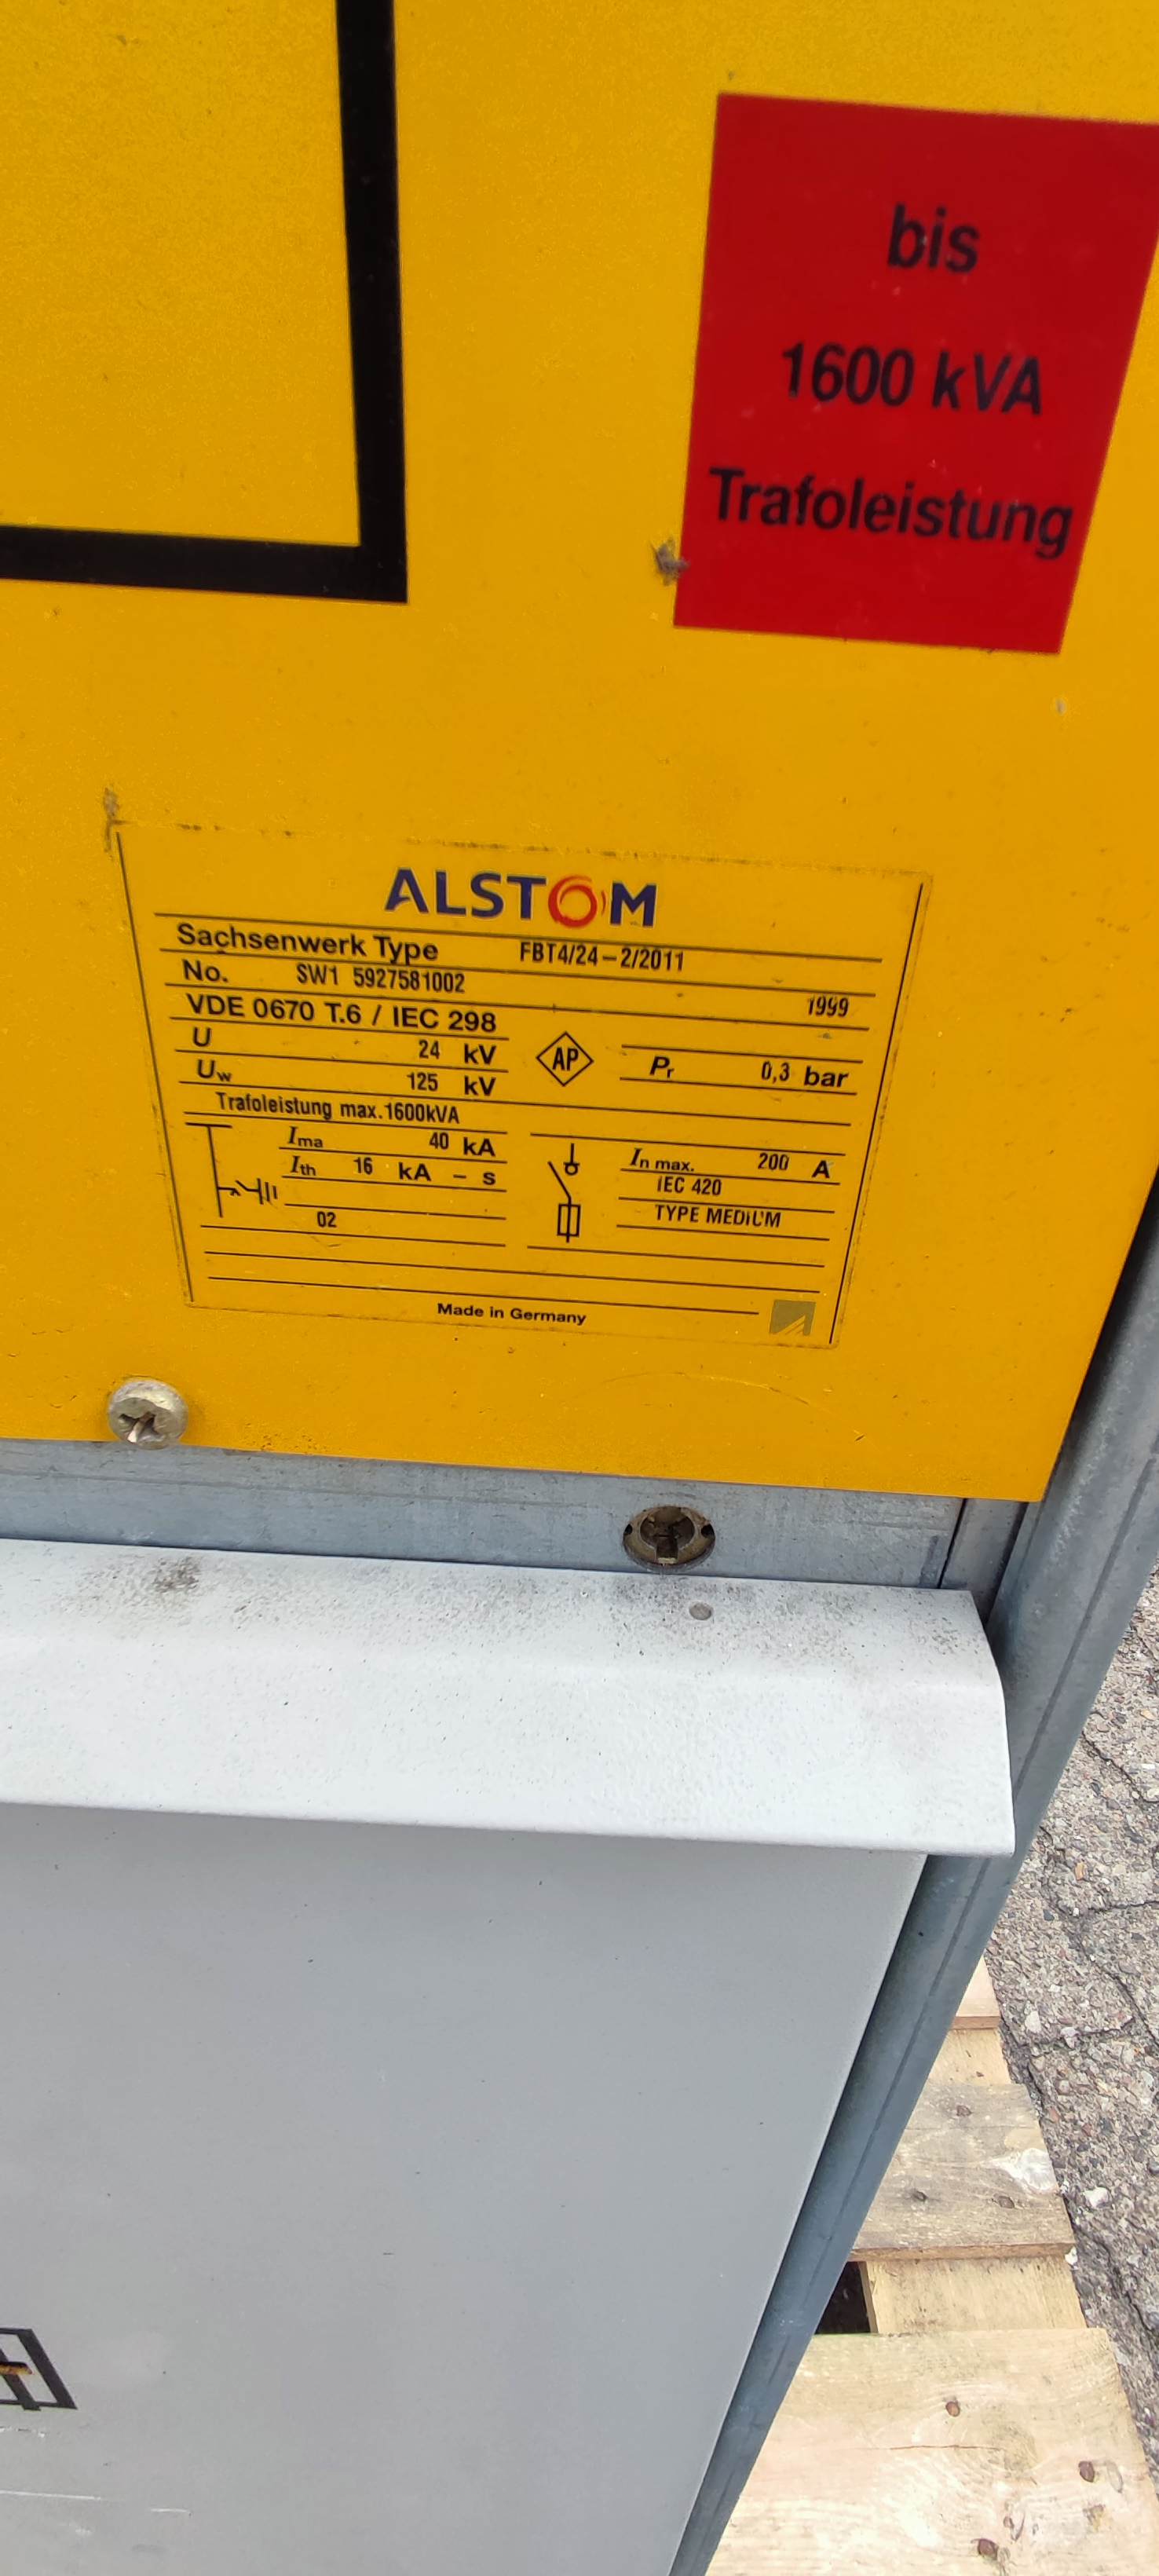 bis
1600 kVA
Trafoleistung
ALSTOM
Sachsenwerk Type FBT4/24-2/2011
No. SW1 5927581002 1999
VDE 0670 T.6 / IEC 298
U 24 kV AP Pr 0,3 bar
Uw 125 kV
Trafoleistung max.1600kVA
Ima 40 kA In max. 200 A
Ith 16 kA - s IEC 420
TYPE MEDIUM
02
Made in Germany